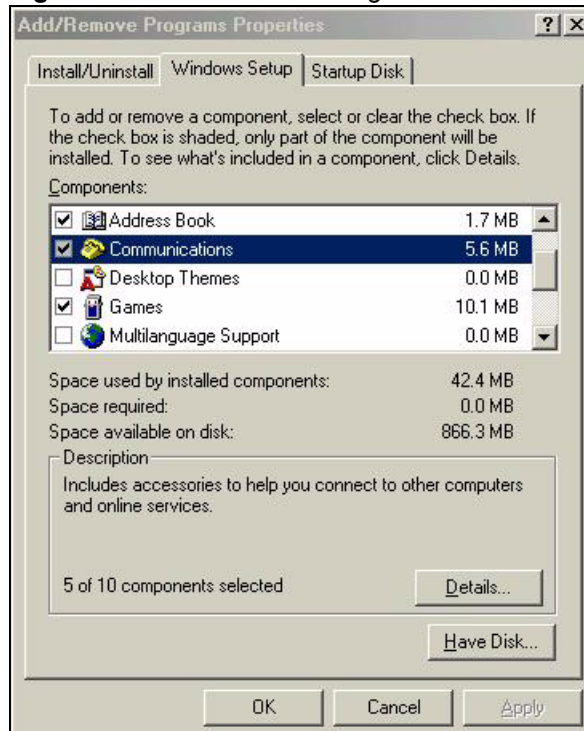 Add/Remove Programs Properties
Install/Uninstall Windows Setup Startup Disk
To add or remove a component, select or clear the check box. If
the check box is shaded, only part of the component will be
installed. To see what's included in a component, click Details.
Components:
Address Book 1.7 MB
Communications 5.6 MB
Desktop Themes 0.0 MB
Games 10.1 MB
Multilanguage Support 0.0 MB
Space used by installed components: 42.4 MB
Space required: 0.0 MB
Space available on disk: 866.3 MB
Description
Includes accessories to help you connect to other computers
and online services.
5 of 10 components selected Details...
Have Disk...
OK Cancel Apply